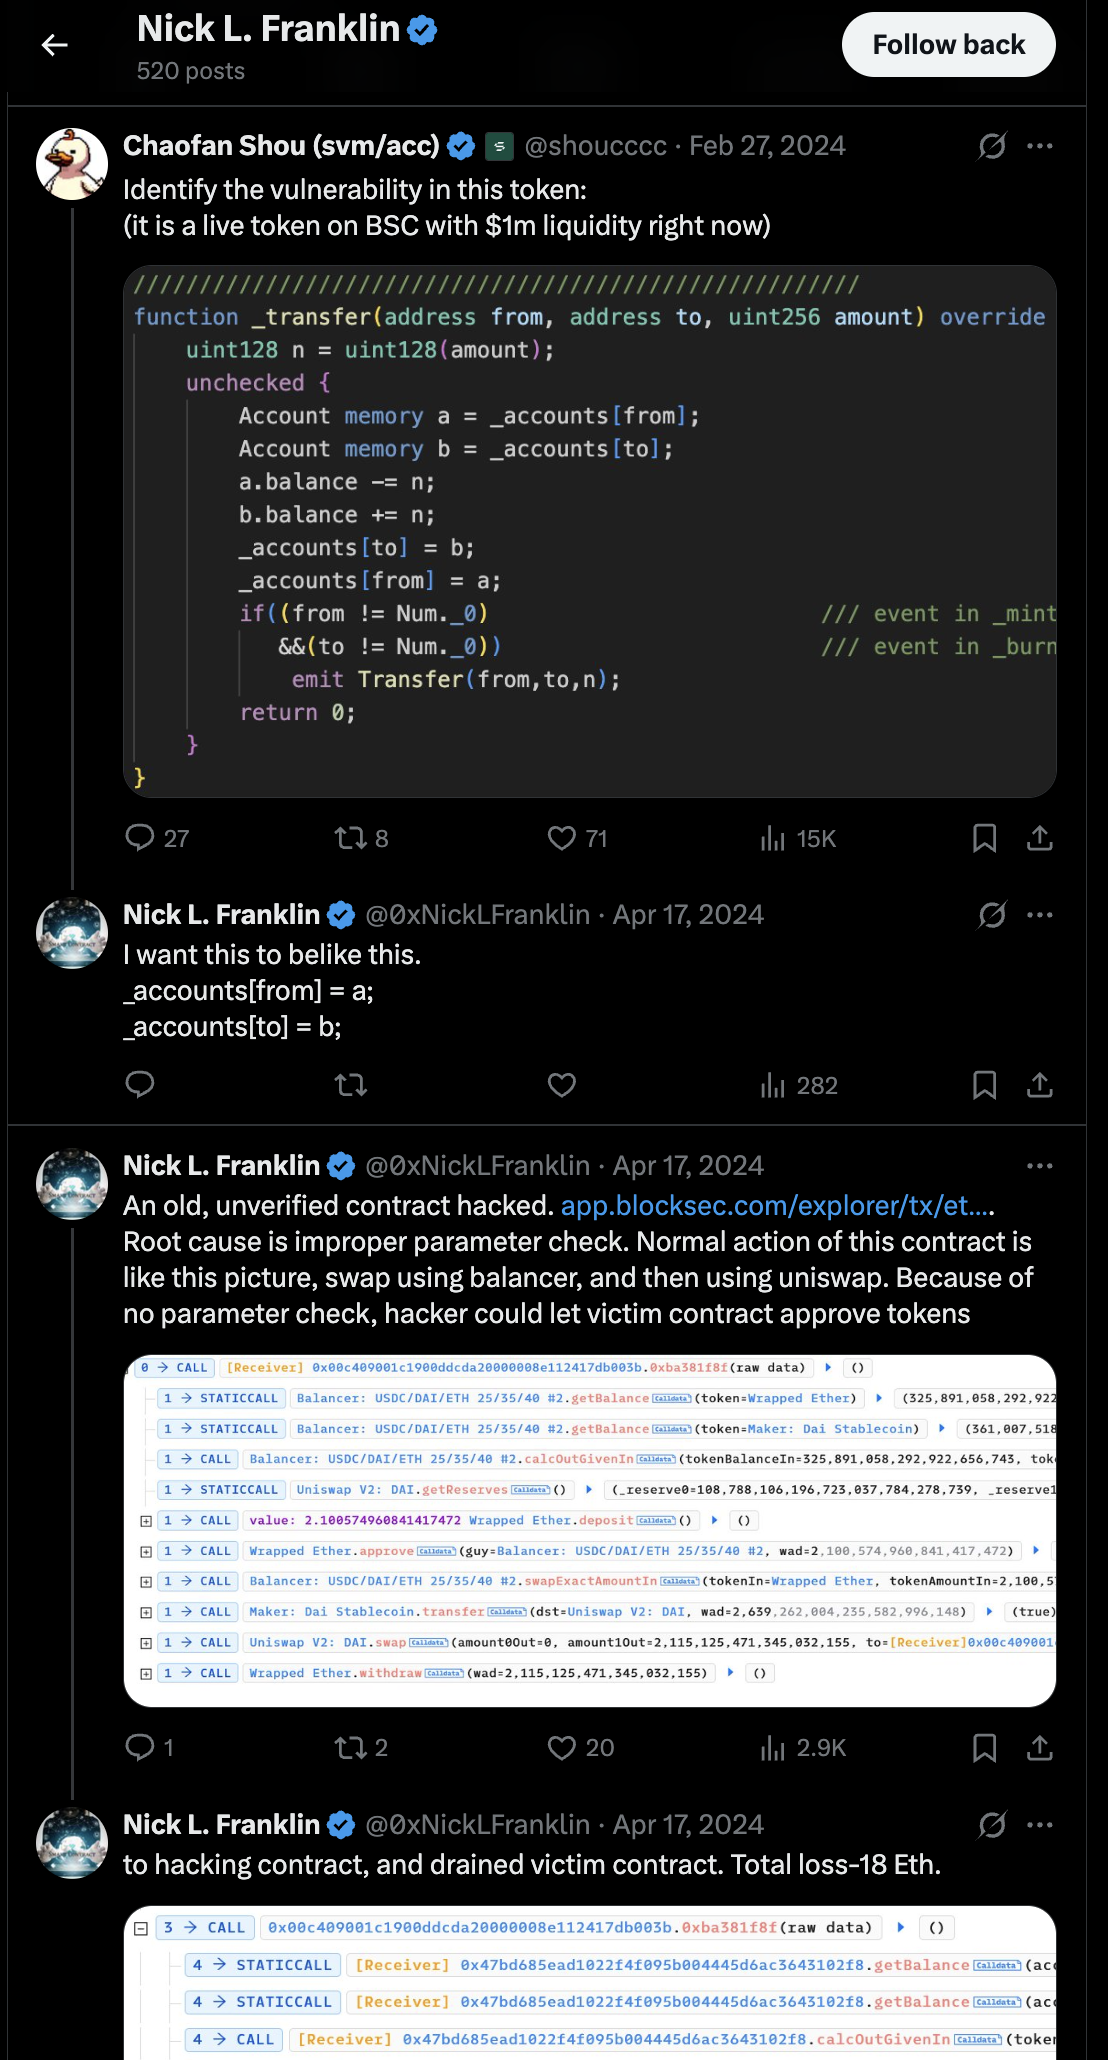 Nick L. Franklin
520 posts
Follow back
Chaofan Shou (svm/acc) @shoucccc · Feb 27, 2024
Identify the vulnerability in this token:
(it is a live token on BSC with $1m liquidity right now)
///////////////////////////////////////////////////////
function _transfer(address from, address to, uint256 amount) override
uint128 n = uint128(amount);
unchecked {
Account memory a = _accounts[from];
Account memory b = _accounts[to];
a.balance -= n;
b.balance += n;
_accounts[to] = b;
_accounts[from] = a;
if((from != Num._0) /// event in _mint
&&(to != Num._0)) /// event in _burn
emit Transfer(from,to,n);
return 0;
}
}
27 8 71 15K
Nick L. Franklin @0xNickLFranklin · Apr 17, 2024
I want this to belike this.
_accounts[from] = a;
_accounts[to] = b;
282
Nick L. Franklin @0xNickLFranklin · Apr 17, 2024
An old, unverified contract hacked. app.blocksec.com/explorer/tx/et....
Root cause is improper parameter check. Normal action of this contract is
like this picture, swap using balancer, and then using uniswap. Because of
no parameter check, hacker could let victim contract approve tokens
0 → CALL [Receiver] 0x00c409001c1900ddcda20000008e112417db003b.0xba381f8f(raw data) ▸ ()
1 → STATICCALL Balancer: USDC/DAI/ETH 25/35/40 #2.getBalance Calldata (token=Wrapped Ether) ▸ (325,891,058,292,922
1 → STATICCALL Balancer: USDC/DAI/ETH 25/35/40 #2.getBalance Calldata (token=Maker: Dai Stablecoin) ▸ (361,007,518
1 → CALL Balancer: USDC/DAI/ETH 25/35/40 #2.calcOutGivenIn Calldata (tokenBalanceIn=325,891,058,292,922,656,743, tok
1 → STATICCALL Uniswap V2: DAI.getReserves Calldata () ▸ (_reserve0=108,788,106,196,723,037,784,278,739, _reserve1
1 → CALL value: 2.100574960841417472 Wrapped Ether.deposit Calldata () ▸ ()
1 → CALL Wrapped Ether.approve Calldata (guy=Balancer: USDC/DAI/ETH 25/35/40 #2, wad=2,100,574,960,841,417,472) ▸
1 → CALL Balancer: USDC/DAI/ETH 25/35/40 #2.swapExactAmountIn Calldata (tokenIn=Wrapped Ether, tokenAmountIn=2,100,5
1 → CALL Maker: Dai Stablecoin.transfer Calldata (dst=Uniswap V2: DAI, wad=2,639,262,004,235,582,996,148) ▸ (true)
1 → CALL Uniswap V2: DAI.swap Calldata (amount0Out=0, amount1Out=2,115,125,471,345,032,155, to=[Receiver]0x00c409001
1 → CALL Wrapped Ether.withdraw Calldata (wad=2,115,125,471,345,032,155) ▸ ()
1 2 20 2.9K
Nick L. Franklin @0xNickLFranklin · Apr 17, 2024
to hacking contract, and drained victim contract. Total loss-18 Eth.
3 → CALL 0x00c409001c1900ddcda20000008e112417db003b.0xba381f8f(raw data) ▸ ()
4 → STATICCALL [Receiver] 0x47bd685ead1022f4f095b004445d6ac3643102f8.getBalance Calldata (acc
4 → STATICCALL [Receiver] 0x47bd685ead1022f4f095b004445d6ac3643102f8.getBalance Calldata (acc
4 → CALL [Receiver] 0x47bd685ead1022f4f095b004445d6ac3643102f8.calcOutGivenIn Calldata (token